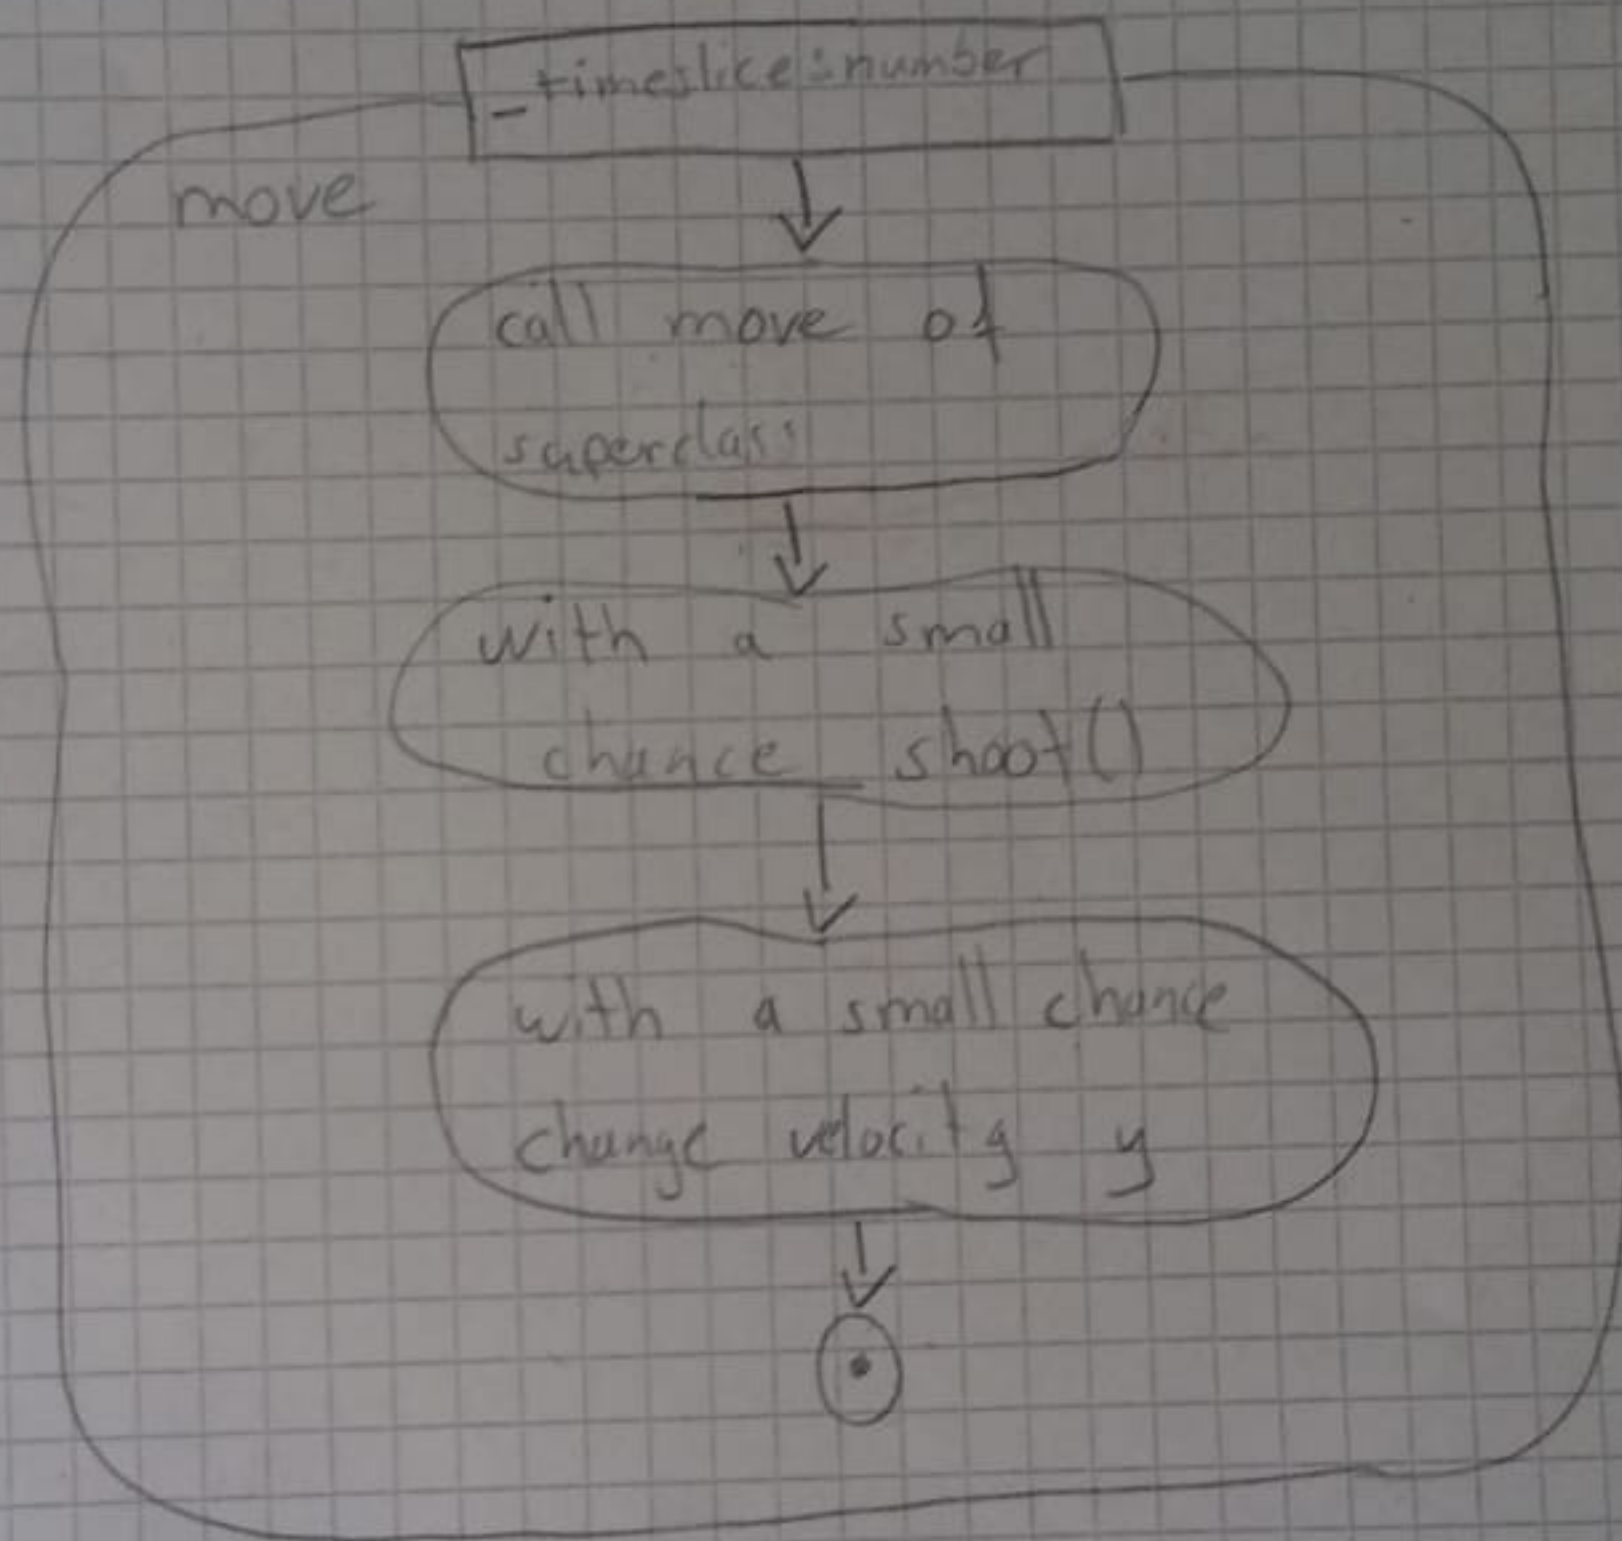 _timeslice:number
move
call move of
superclass
with a small
chance shoot()
with a small chance
change velocity y